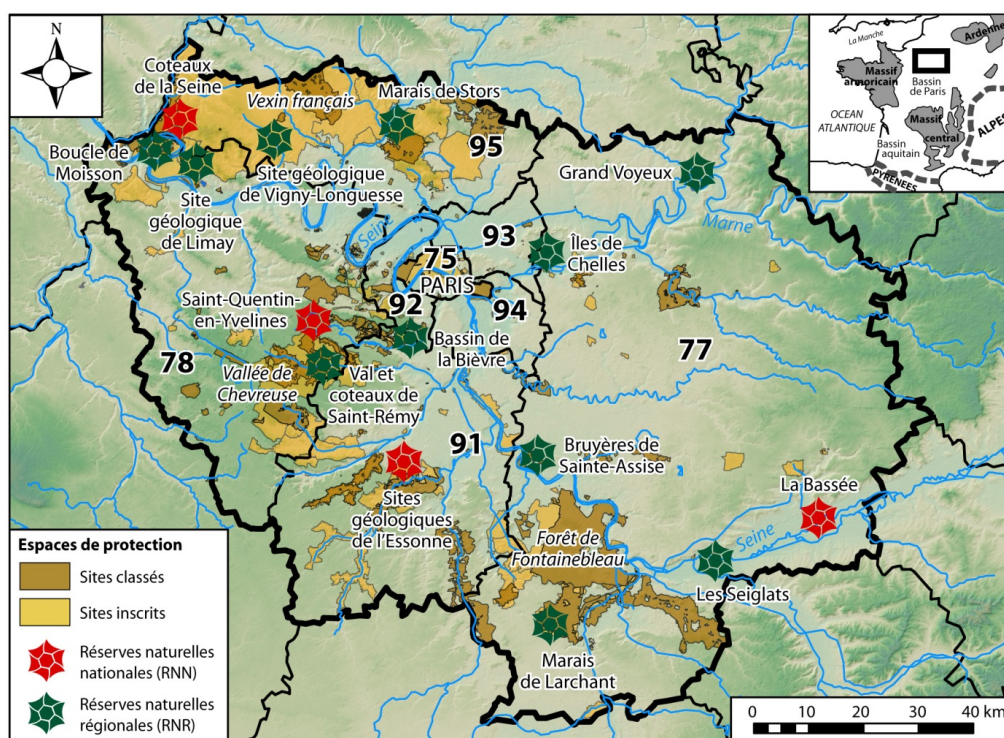 N
Coteaux
de la Seine
Vexin français
Marais de Stors
95
Boucle de
Moisson
Site géologique
de Vigny-Longuesse
Site
géologique
de Limay
Grand Voyeux
Seine
93
Marne
Îles de
Chelles
75
PARIS
92
94
Saint-Quentin-
en-Yvelines
Bassin de
la Bièvre
77
78
Vallée de
Chevreuse
Val et
coteaux de
Saint-Rémy
91
Bruyères de
Sainte-Assise
La Bassée
Sites
géologiques
de l'Essonne
Forêt de
Fontainebleau
Seine
Les Seiglats
Marais
de Larchant
La Manche
Ardenne
Massif
armoricain
Bassin
de Paris
OCEAN
ATLANTIQUE
Massif
central
ALPES
Bassin
aquitain
PYRENEES
Espaces de protection
Sites classés
Sites inscrits
Réserves naturelles
nationales (RNN)
Réserves naturelles
régionales (RNR)
0 10 20 30 40 km